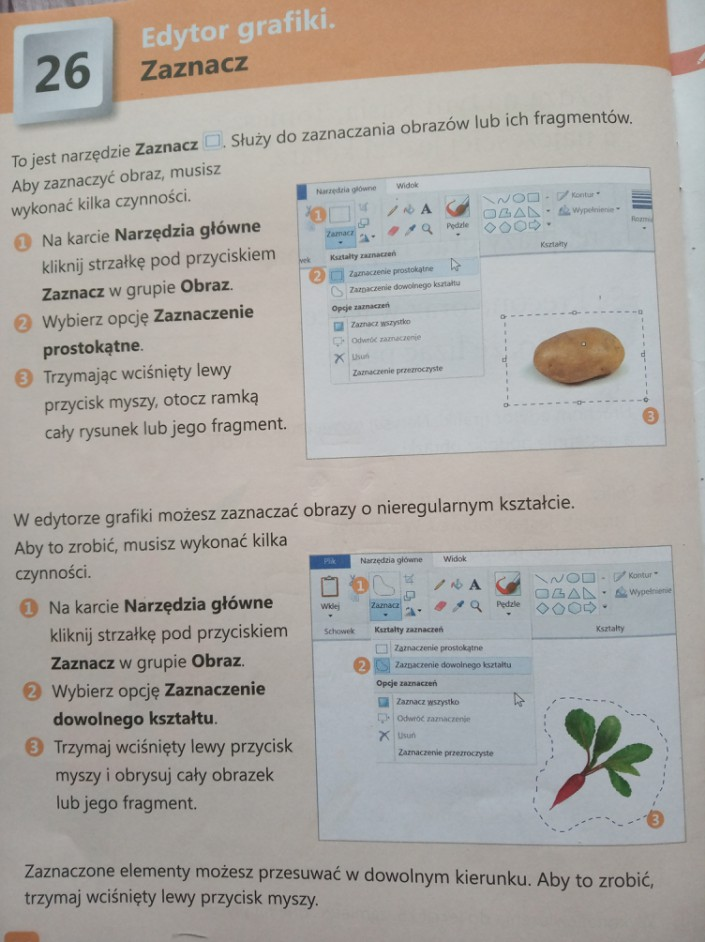 26
Edytor grafiki.
Zaznacz
To jest narzędzie Zaznacz . Służy do zaznaczania obrazów lub ich fragmentów.
Aby zaznaczyć obraz, musisz
wykonać kilka czynności.
1 Na karcie Narzędzia główne
kliknij strzałkę pod przyciskiem
Zaznacz w grupie Obraz.
2 Wybierz opcję Zaznaczenie
prostokątne.
3 Trzymając wciśnięty lewy
przycisk myszy, otocz ramką
cały rysunek lub jego fragment.
Narzędzia główne Widok
1
A
Kontur
Wypełnienie
Zaznacz
Pędzle
Kształty
Kształty zaznaczeń
2 Zaznaczenie prostokątne
Zaznaczenie dowolnego kształtu
Opcje zaznaczeń
Zaznacz wszystko
Odwróć zaznaczenie
Usuń
Zaznaczenie przezroczyste
3
W edytorze grafiki możesz zaznaczać obrazy o nieregularnym kształcie.
Aby to zrobić, musisz wykonać kilka
czynności.
1 Na karcie Narzędzia główne
kliknij strzałkę pod przyciskiem
Zaznacz w grupie Obraz.
2 Wybierz opcję Zaznaczenie
dowolnego kształtu.
3 Trzymaj wciśnięty lewy przycisk
myszy i obrysuj cały obrazek
lub jego fragment.
Plik Narzędzia główne Widok
1
A
Kontur
Wypełnienie
Wklej Zaznacz Pędzle
Schowek
Kształty
Kształty zaznaczeń
Zaznaczenie prostokątne
2 Zaznaczenie dowolnego kształtu
Opcje zaznaczeń
Zaznacz wszystko
Odwróć zaznaczenie
Usuń
Zaznaczenie przezroczyste
3
Zaznaczone elementy możesz przesuwać w dowolnym kierunku. Aby to zrobić,
trzymaj wciśnięty lewy przycisk myszy.